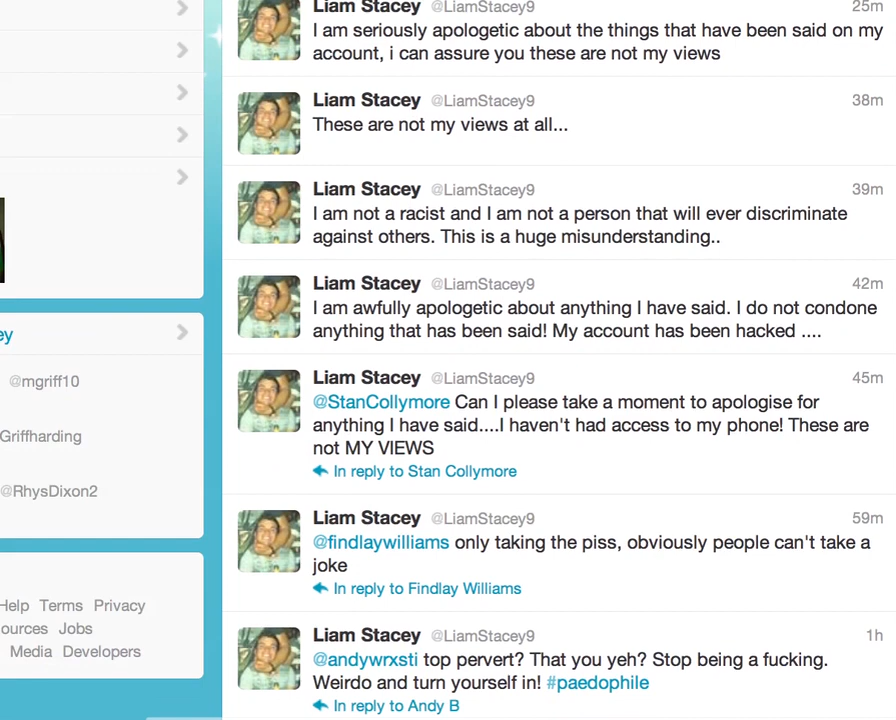 Liam Stacey @LiamStacey9 25m
I am seriously apologetic about the things that have been said on my
account, i can assure you these are not my views
Liam Stacey @LiamStacey9 38m
These are not my views at all...
Liam Stacey @LiamStacey9 39m
I am not a racist and I am not a person that will ever discriminate
against others. This is a huge misunderstanding..
Liam Stacey @LiamStacey9 42m
I am awfully apologetic about anything I have said. I do not condone
anything that has been said! My account has been hacked ....
Liam Stacey @LiamStacey9 45m
@StanCollymore Can I please take a moment to apologise for
anything I have said....I haven't had access to my phone! These are
not MY VIEWS
In reply to Stan Collymore
Liam Stacey @LiamStacey9 59m
@findlaywilliams only taking the piss, obviously people can't take a
joke
In reply to Findlay Williams
Liam Stacey @LiamStacey9 1h
@andywrxsti top pervert? That you yeh? Stop being a fucking.
Weirdo and turn yourself in! #paedophile
In reply to Andy B
ey
@mgriff10
Griffharding
@RhysDixon2
Help Terms Privacy
ources Jobs
Media Developers